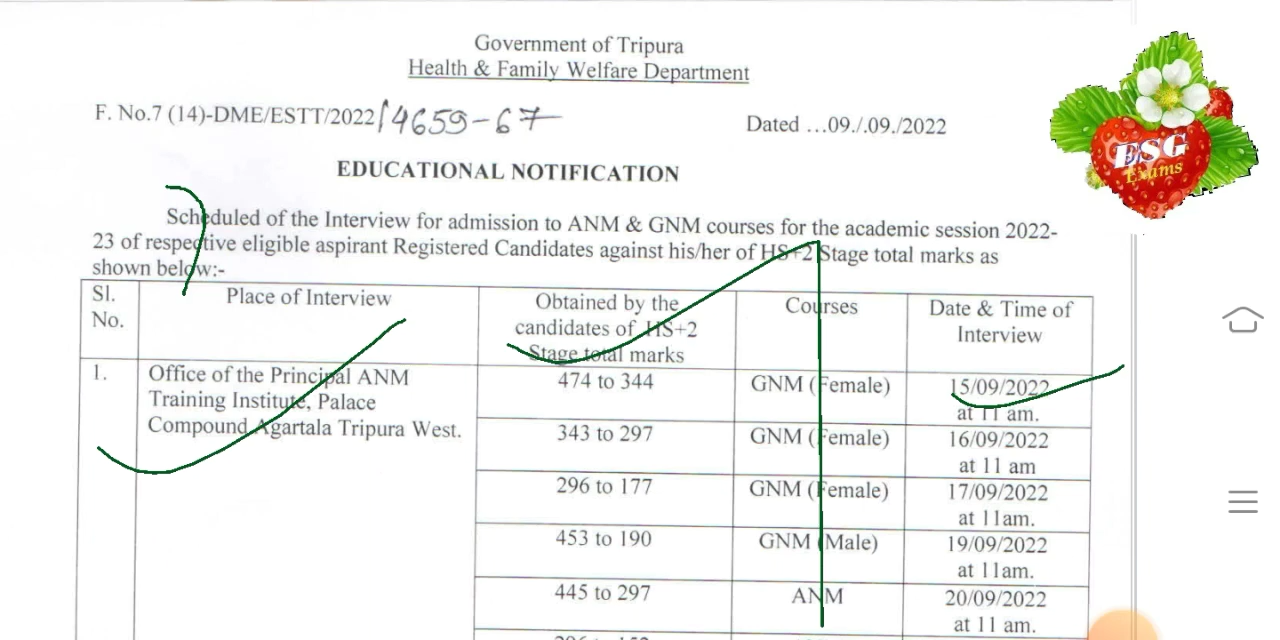 Government of Tripura
Health & Family Welfare Department
F. No.7 (14)-DME/ESTT/2022/4659-67
Dated ...09./.09./2022
EDUCATIONAL NOTIFICATION
Scheduled of the Interview for admission to ANM & GNM courses for the academic session 2022-
23 of respective eligible aspirant Registered Candidates against his/her of HS+2 Stage total marks as
shown below:-
Sl. No. Place of Interview Obtained by the candidates of HS+2 Stage total marks Courses Date & Time of Interview
1. Office of the Principal ANM Training Institute, Palace Compound Agartala Tripura West.
474 to 344 GNM (Female) 15/09/2022 at 11 am.
343 to 297 GNM (Female) 16/09/2022 at 11 am
296 to 177 GNM (Female) 17/09/2022 at 11am.
453 to 190 GNM (Male) 19/09/2022 at 11am.
445 to 297 ANM 20/09/2022 at 11 am.
ESG
Exams